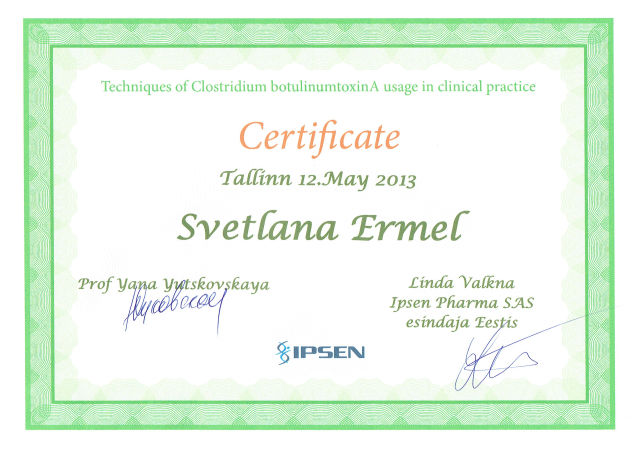 Techniques of Clostridium botulinumtoxinA usage in clinical practice
Certificate
Tallinn 12.May 2013
Svetlana Ermel
Prof Yana Yutskovskaya
Linda Valkna
Ipsen Pharma SAS
esindaja Eestis
IPSEN